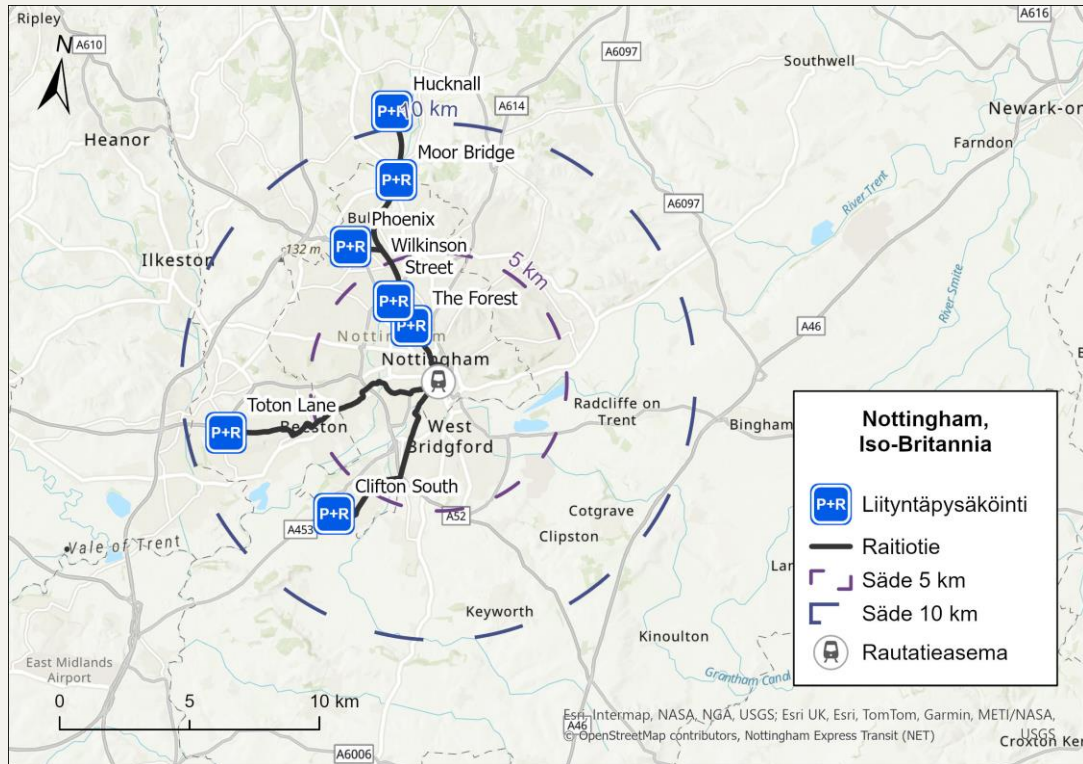 Ripley
A616
N
A610
A6097
Southwell
Hucknall
P+R
10 km
A614
Newark-on
Heanor
Farndon
Moor Bridge
P+R
River Trent
A6097
Bul
Phoenix
P+R
132 m
Wilkinson
Street
Ilkeston
5 km
River Smite
P+R
The Forest
P+R
A46
Nottingham
Nottingham
Toton Lane
P+R
Beeston
West
Bridgford
Radcliffe on
Trent
Bingham
Clifton South
P+R
A453
A52
Cotgrave
Clipston
Vale of Trent
Lan
Keyworth
Kinoulton
East Midlands
Airport
Grantham Canal
0 5 10 km
A46
A6006
Croxton Ker
Nottingham,
Iso-Britannia
P+R Liityntäpysäköinti
Raitiotie
Säde 5 km
Säde 10 km
Rautatieasema
Esri, Intermap, NASA, NGA, USGS; Esri UK, Esri, TomTom, Garmin, METI/NASA,
USGS
© OpenStreetMap contributors, Nottingham Express Transit (NET)